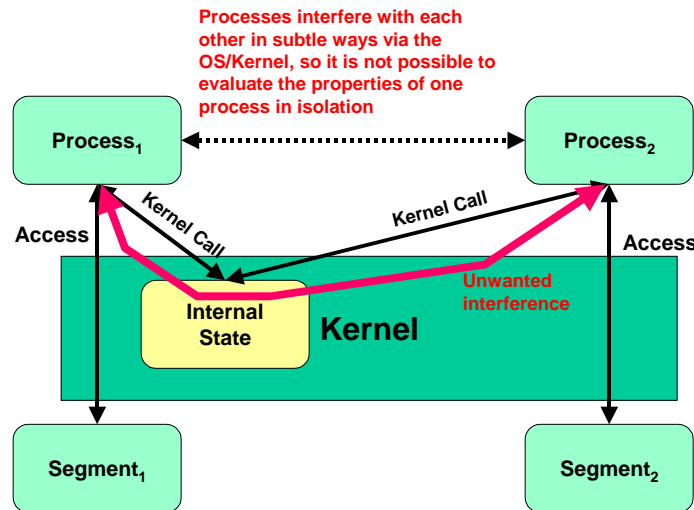 Processes interfere with each
other in subtle ways via the
OS/Kernel, so it is not possible to
evaluate the properties of one
process in isolation
Process₁
Process₂
Kernel Call
Kernel Call
Access
Access
Unwanted
interference
Internal
State
Kernel
Segment₁
Segment₂